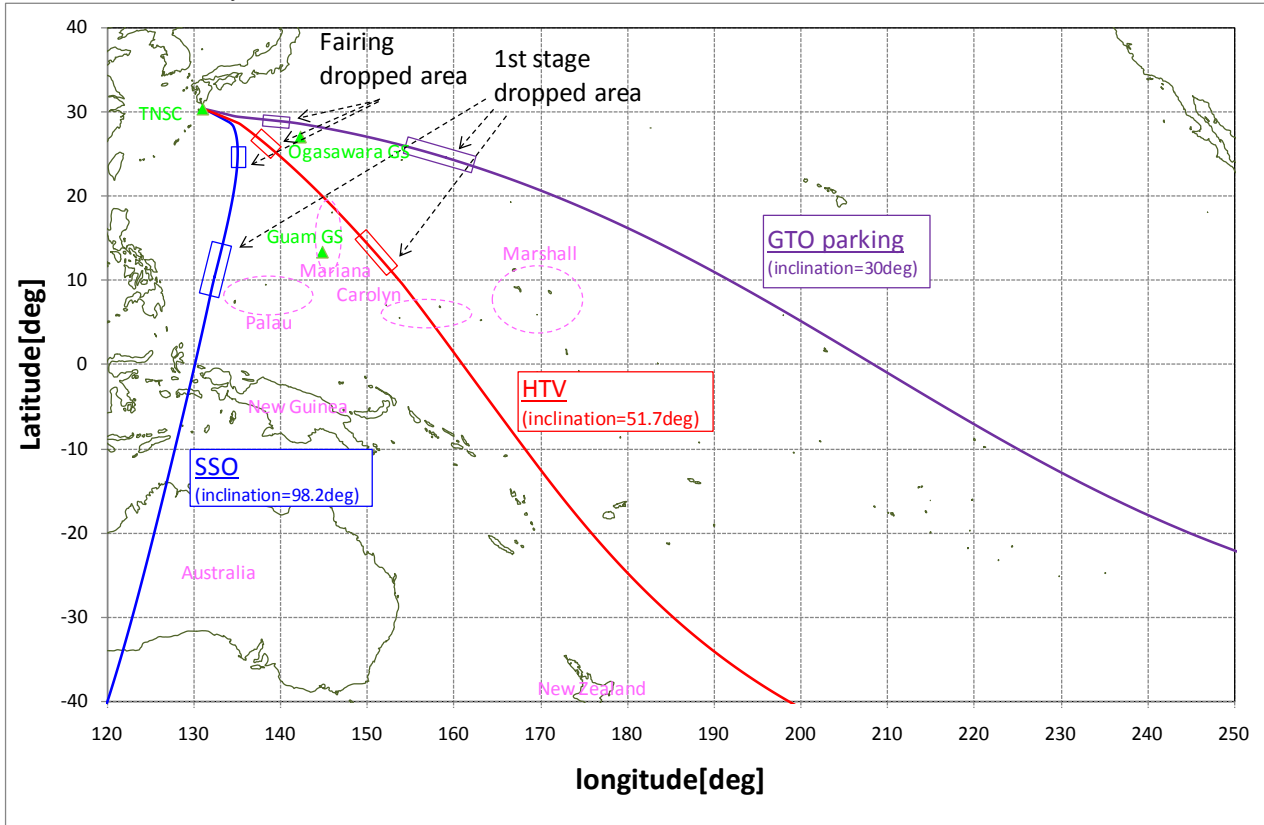 Fairing
dropped area
1st stage
dropped area
TNSC
Ogasawara GS
Guam GS
Mariana
Marshall
Carolyn
Palau
GTO parking
(inclination=30deg)
HTV
(inclination=51.7deg)
New Guinea
SSO
(inclination=98.2deg)
Australia
New Zealand
40
30
20
10
0
-10
-20
-30
-40
Latitude[deg]
120 130 140 150 160 170 180 190 200 210 220 230 240 250
longitude[deg]